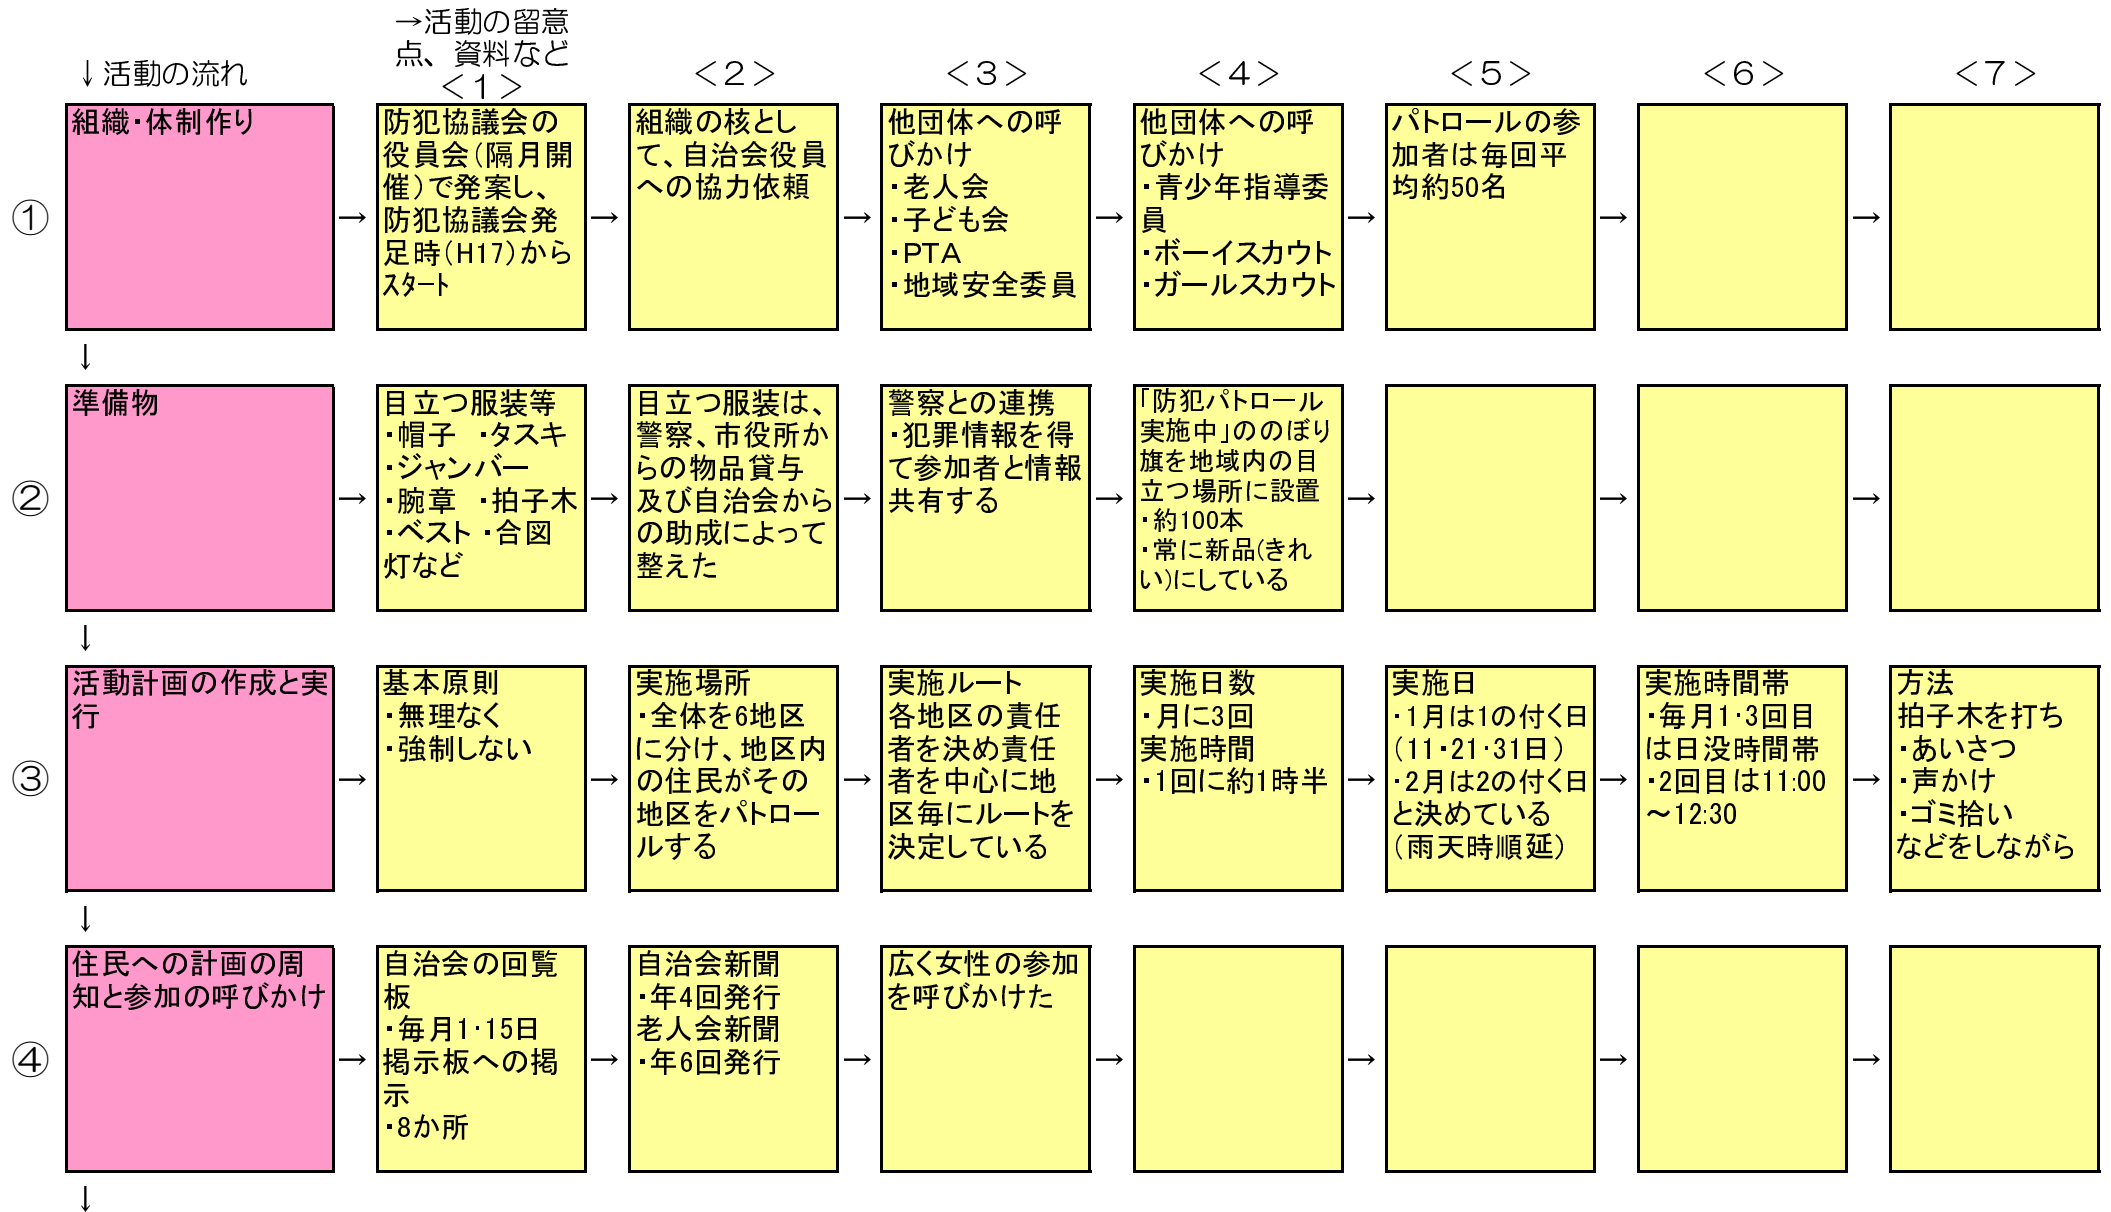 ↓活動の流れ
→活動の留意
点、資料など
＜１＞
＜２＞
＜３＞
＜４＞
＜５＞
＜６＞
＜７＞
①
組織・体制作り
→
防犯協議会の
役員会（隔月開
催）で発案し、
防犯協議会発
足時（H17）から
スタート
→
組織の核とし
て、自治会役員
への協力依頼
→
他団体への呼
びかけ
・老人会
・子ども会
・PTA
・地域安全委員
→
他団体への呼
びかけ
・青少年指導委
員
・ボーイスカウト
・ガールスカウト
→
パトロールの参
加者は毎回平
均約50名
→
→
↓
②
準備物
→
目立つ服装等
・帽子　・タスキ
・ジャンバー
・腕章　・拍子木
・ベスト ・合図
灯など
→
目立つ服装は、
警察、市役所か
らの物品貸与
及び自治会から
の助成によって
整えた
→
警察との連携
・犯罪情報を得
て参加者と情報
共有する
→
「防犯パトロール
実施中」ののぼり
旗を地域内の目
立つ場所に設置
・約100本
・常に新品(きれ
い)にしている
→
→
→
↓
③
活動計画の作成と実
行
→
基本原則
・無理なく
・強制しない
→
実施場所
・全体を6地区
に分け、地区内
の住民がその
地区をパトロー
ルする
→
実施ルート
各地区の責任
者を決め責任
者を中心に地
区毎にルートを
決定している
→
実施日数
・月に3回
実施時間
・1回に約1時半
→
実施日
・1月は1の付く日
（11・21・31日）
・2月は2の付く日
と決めている
（雨天時順延）
→
実施時間帯
・毎月1・3回目
は日没時間帯
・2回目は11:00
～12:30
→
方法
拍子木を打ち
・あいさつ
・声かけ
・ゴミ拾い
などをしながら
↓
④
住民への計画の周
知と参加の呼びかけ
→
自治会の回覧
板
・毎月1・15日
掲示板への掲
示
・8か所
→
自治会新聞
・年4回発行
老人会新聞
・年6回発行
→
広く女性の参加
を呼びかけた
→
→
→
→
↓